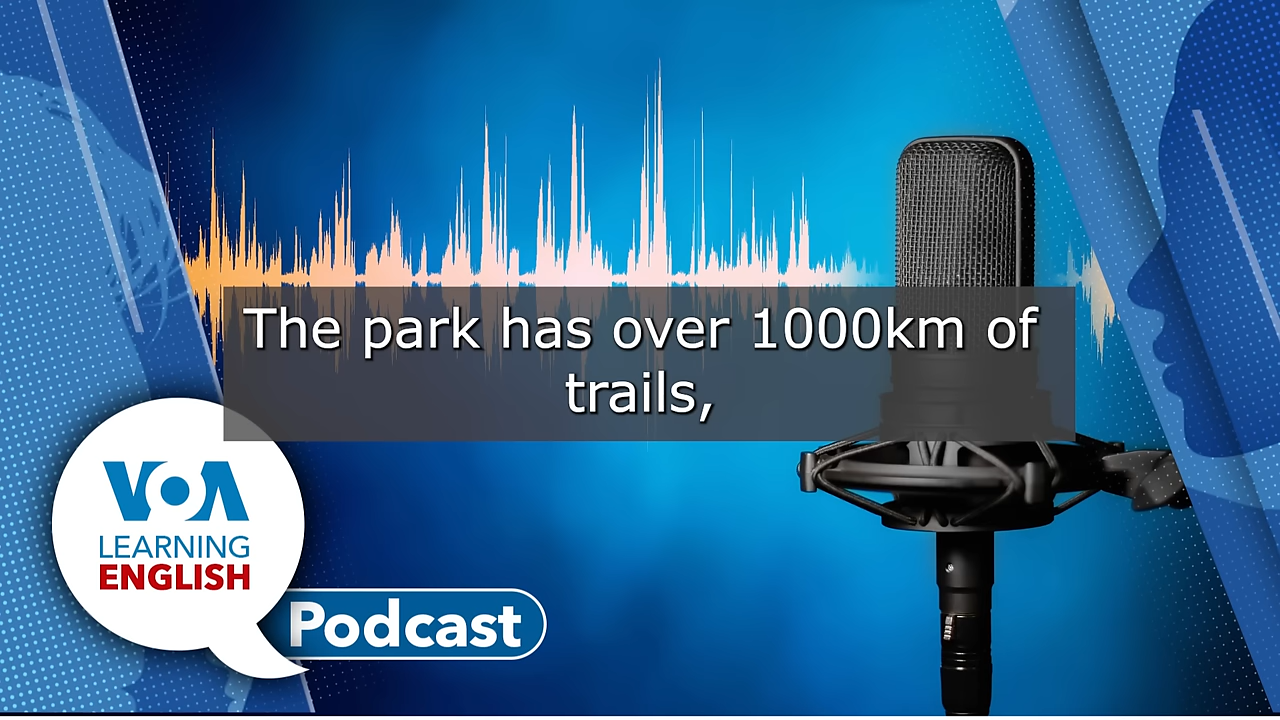 The park has over 1000km of
trails,
VOA
LEARNING
ENGLISH
Podcast